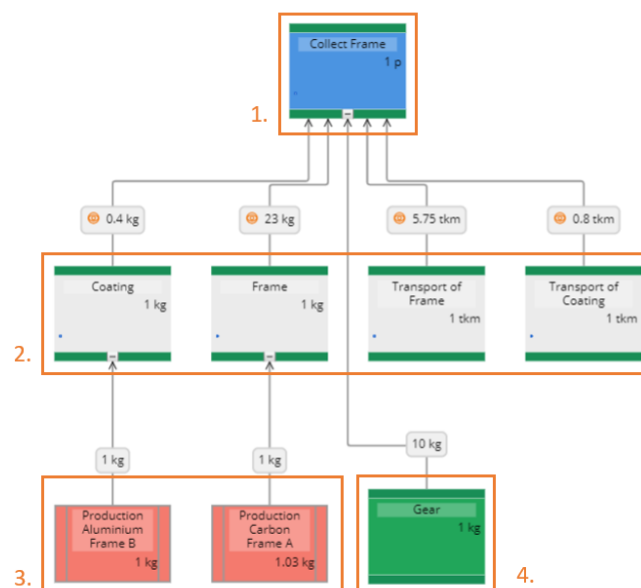 Collect Frame
1 p
1.
0.4 kg
23 kg
5.75 tkm
0.8 tkm
Coating
1 kg
Frame
1 kg
Transport of
Frame
1 tkm
Transport of
Coating
1 tkm
2.
1 kg
1 kg
10 kg
Production
Aluminium
Frame B
1 kg
Production
Carbon
Frame A
1.03 kg
Gear
1 kg
3.
4.